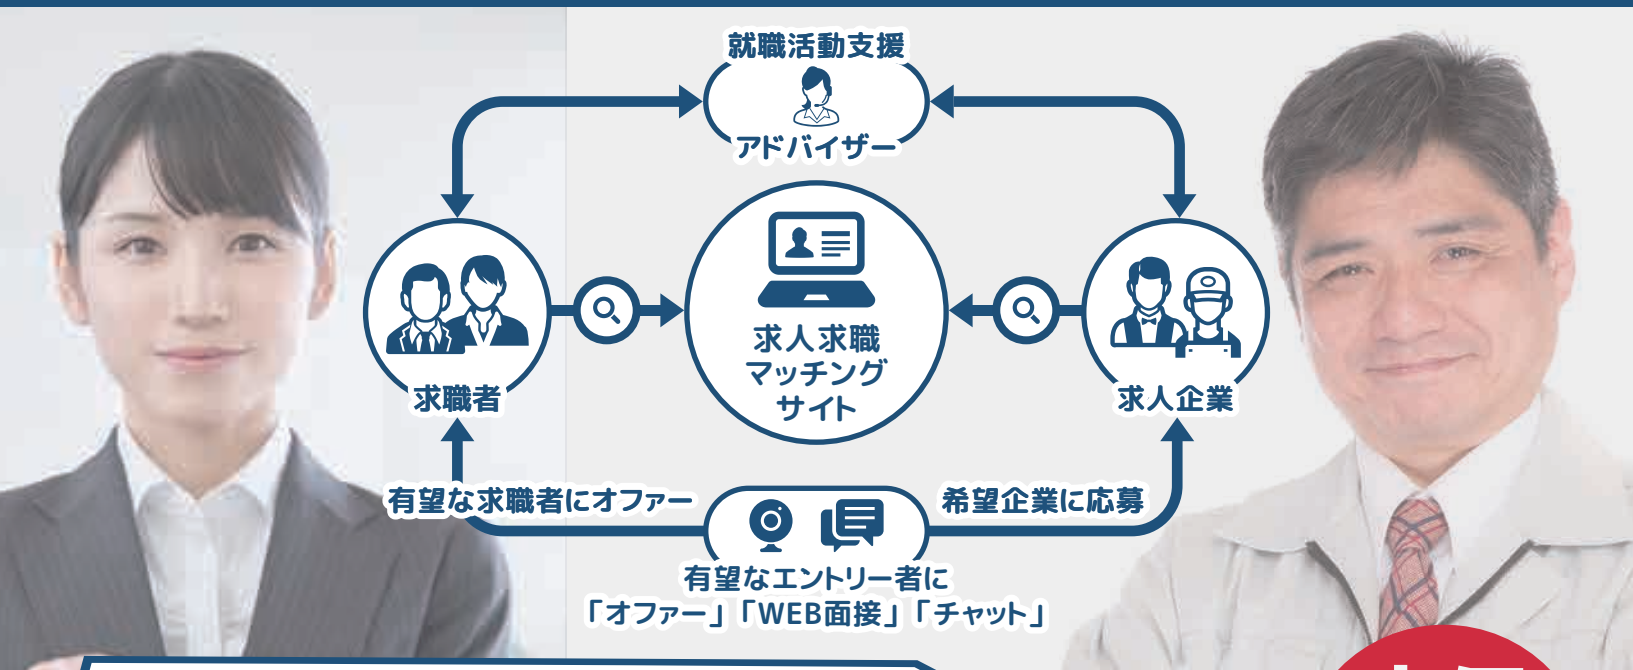 就職活動支援
アドバイザー
求人求職
マッチング
サイト
求職者
求人企業
有望な求職者にオファー
希望企業に応募
有望なエントリー者に
「オファー」「WEB面接」「チャット」